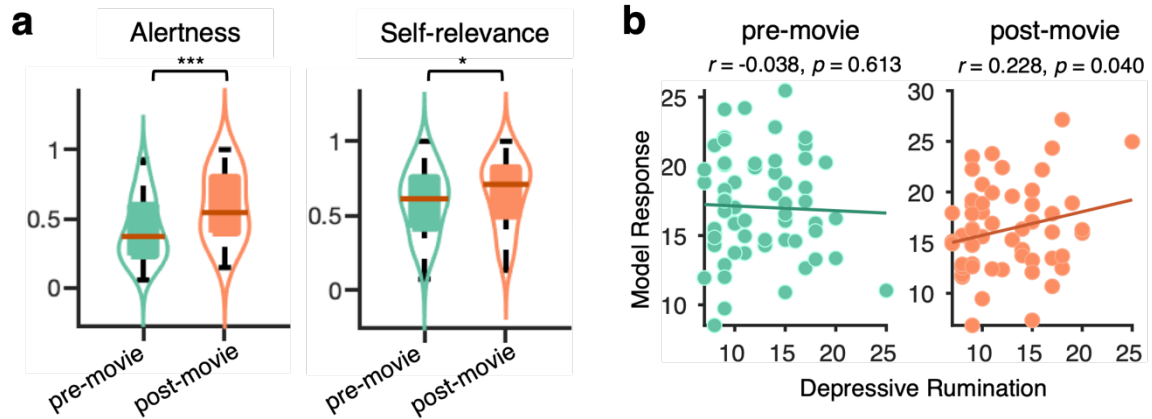 a
Alertness
***
1
0.5
0
pre-movie
post-movie
Self-relevance
*
1
0.5
0
pre-movie
post-movie
b
pre-movie
r = -0.038, p = 0.613
Model Response
25
20
15
10
10 15 20 25
post-movie
r = 0.228, p = 0.040
30
25
20
15
10
10 15 20 25
Depressive Rumination